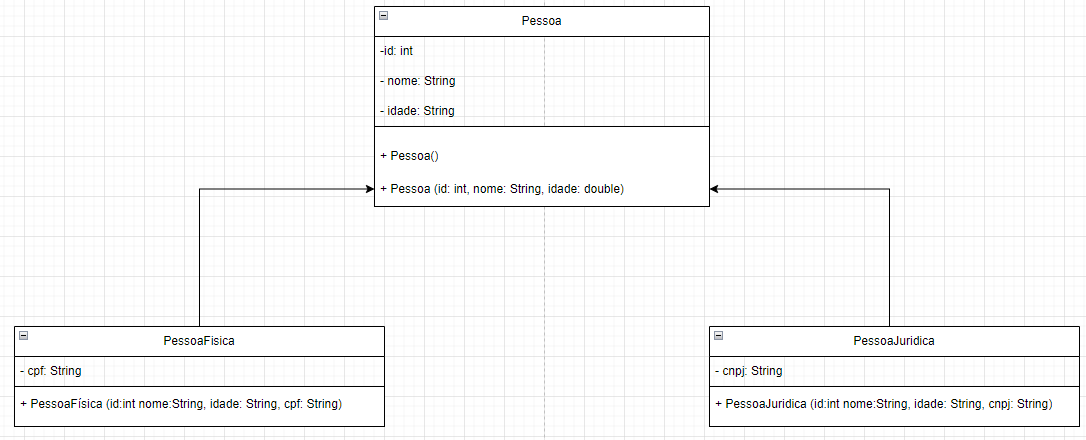 Pessoa
-id: int
- nome: String
- idade: String
+ Pessoa()
+ Pessoa (id: int, nome: String, idade: double)
PessoaFisica
- cpf: String
+ PessoaFísica (id:int nome:String, idade: String, cpf: String)
PessoaJuridica
- cnpj: String
+ PessoaJuridica (id:int nome:String, idade: String, cnpj: String)